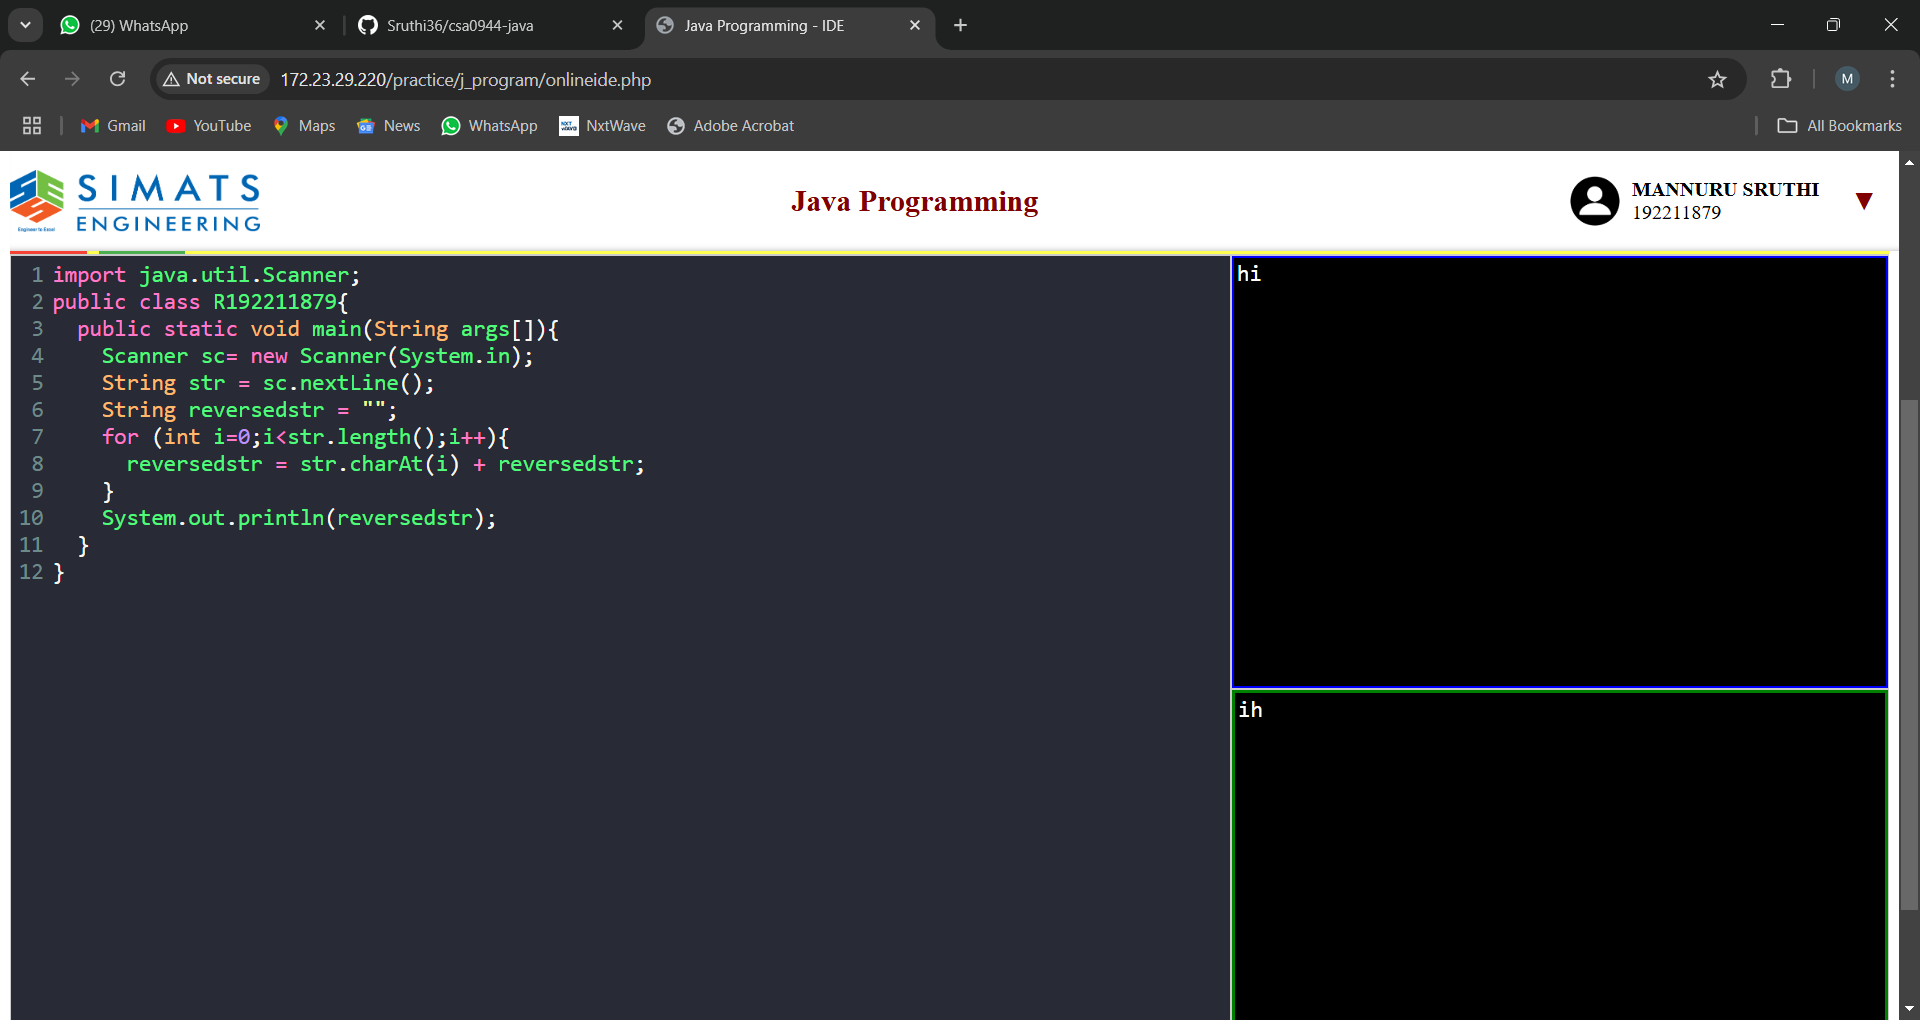 (29) WhatsApp
Sruthi36/csa0944-java
Java Programming - IDE
Not secure
172.23.29.220/practice/j_program/onlineide.php
M
Gmail
YouTube
Maps
News
WhatsApp
NxtWave
Adobe Acrobat
All Bookmarks
SIMATS
ENGINEERING
Engineer to Excel
Java Programming
MANNURU SRUTHI
192211879
1 import java.util.Scanner;
2 public class R192211879{
3   public static void main(String args[]){
4     Scanner sc= new Scanner(System.in);
5     String str = sc.nextLine();
6     String reversedstr = "";
7     for (int i=0;i<str.length();i++){
8       reversedstr = str.charAt(i) + reversedstr;
9     }
10     System.out.println(reversedstr);
11   }
12 }
hi
ih